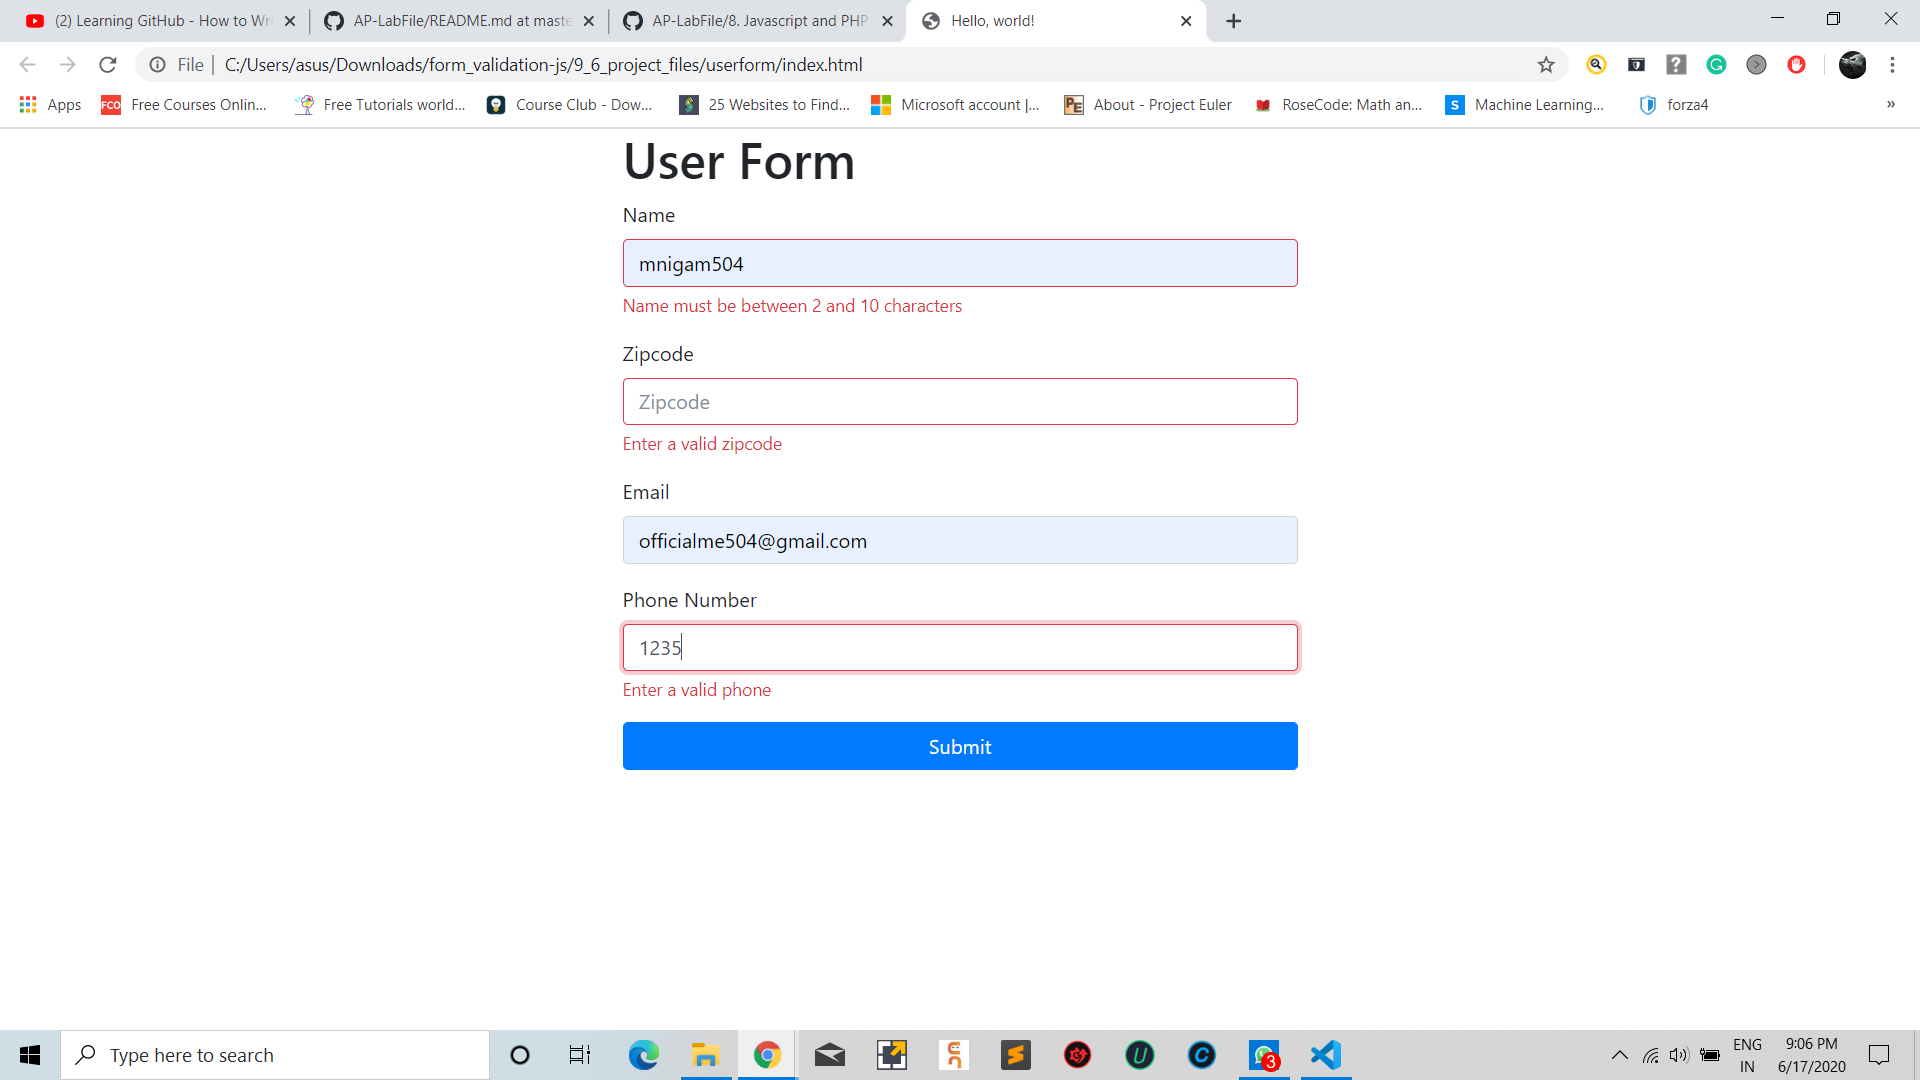 (2) Learning GitHub - How to Wri
AP-LabFile/README.md at maste
AP-LabFile/8. Javascript and PHP
Hello, world!
File | C:/Users/asus/Downloads/form_validation-js/9_6_project_files/userform/index.html
Apps
FCO Free Courses Onlin...
Free Tutorials world...
Course Club - Dow...
25 Websites to Find...
Microsoft account |...
PE About - Project Euler
RoseCode: Math an...
S Machine Learning...
forza4
»
User Form
Name
mnigam504
Name must be between 2 and 10 characters
Zipcode
Zipcode
Enter a valid zipcode
Email
officialme504@gmail.com
Phone Number
1235
Enter a valid phone
Submit
Type here to search
3
ENG
IN
9:06 PM
6/17/2020